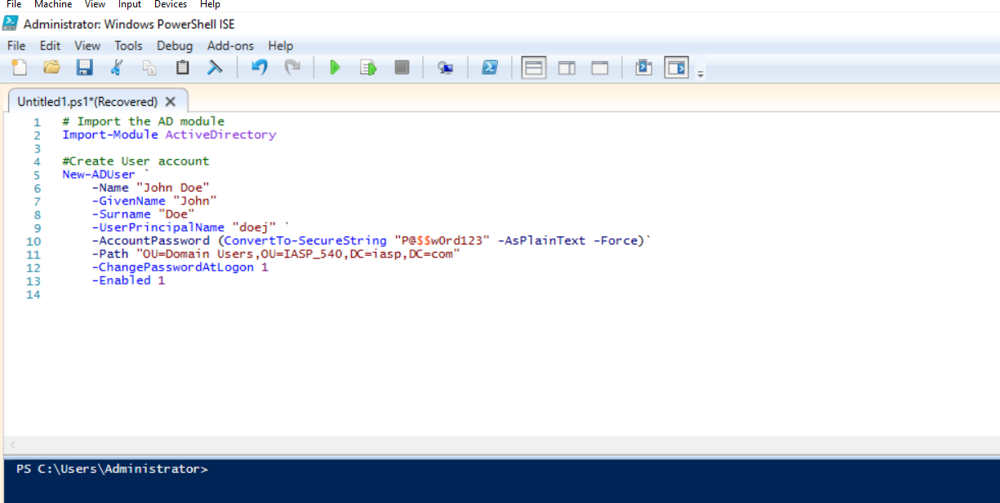 File Machine View Input Devices Help
Administrator: Windows PowerShell ISE
File Edit View Tools Debug Add-ons Help
Untitled1.ps1*(Recovered) X
1 # Import the AD module
2 Import-Module ActiveDirectory
3
4 #Create User account
5 New-ADUser `
6 -Name "John Doe"
7 -GivenName "John"
8 -Surname "Doe"
9 -UserPrincipalName "doej" `
10 -AccountPassword (ConvertTo-SecureString "P@$$w0rd123" -AsPlainText -Force)`
11 -Path "OU=Domain Users,OU=IASP_540,DC=iasp,DC=com"
12 -ChangePasswordAtLogon 1
13 -Enabled 1
14
PS C:\Users\Administrator>